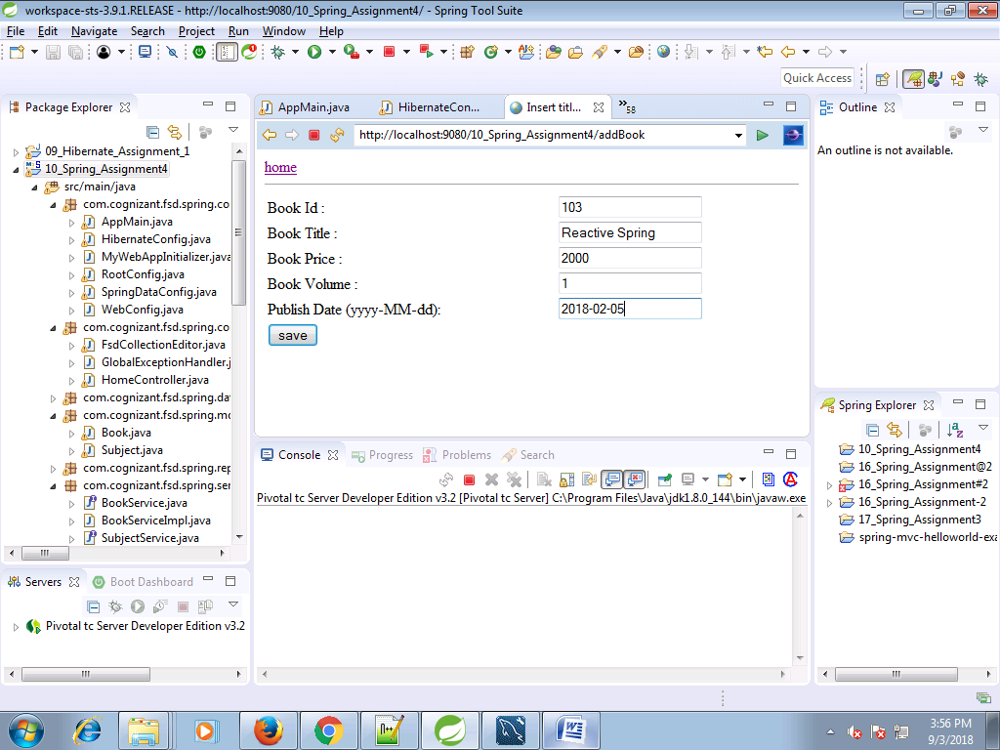 workspace-sts-3.9.1.RELEASE - http://localhost:9080/10_Spring_Assignment4/ - Spring Tool Suite
File Edit Navigate Search Project Run Window Help
Quick Access
Package Explorer
09_Hibernate_Assignment_1
10_Spring_Assignment4
src/main/java
com.cognizant.fsd.spring.co
AppMain.java
HibernateConfig.java
MyWebAppInitializer.java
RootConfig.java
SpringDataConfig.java
WebConfig.java
com.cognizant.fsd.spring.co
FsdCollectionEditor.java
GlobalExceptionHandler.j
HomeController.java
com.cognizant.fsd.spring.da
com.cognizant.fsd.spring.mo
Book.java
Subject.java
com.cognizant.fsd.spring.rep
com.cognizant.fsd.spring.ser
BookService.java
BookServiceImpl.java
SubjectService.java
Servers Boot Dashboard
Pivotal tc Server Developer Edition v3.2
AppMain.java HibernateCon... Insert titl... »58
http://localhost:9080/10_Spring_Assignment4/addBook
home
Book Id : 103
Book Title : Reactive Spring
Book Price : 2000
Book Volume : 1
Publish Date (yyyy-MM-dd): 2018-02-05
save
Console Progress Problems Search
Pivotal tc Server Developer Edition v3.2 [Pivotal tc Server] C:\Program Files\Java\jdk1.8.0_144\bin\javaw.exe
Outline
An outline is not available.
Spring Explorer
10_Spring_Assignment4
16_Spring_Assignment@2
16_Spring_Assignment#2
16_Spring_Assignment-2
17_Spring_Assignment3
spring-mvc-helloworld-exa
3:56 PM
9/3/2018